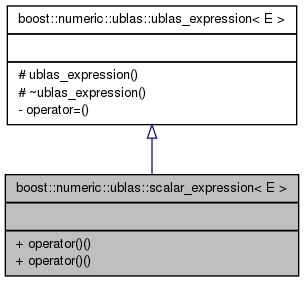 boost::numeric::ublas::ublas_expression< E >
# ublas_expression()
# ~ublas_expression()
- operator=()
boost::numeric::ublas::scalar_expression< E >
+ operator()()
+ operator()()